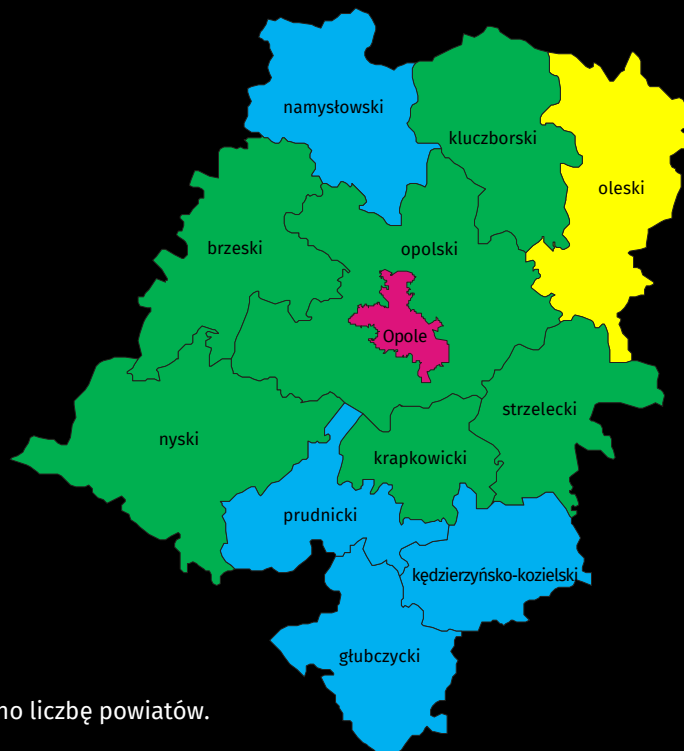 namysłowski
kluczborski
oleski
brzeski
opolski
Opole
strzelecki
nyski
krapkowicki
prudnicki
kędzierzyńsko-kozielski
głubczycki
no liczbę powiatów.